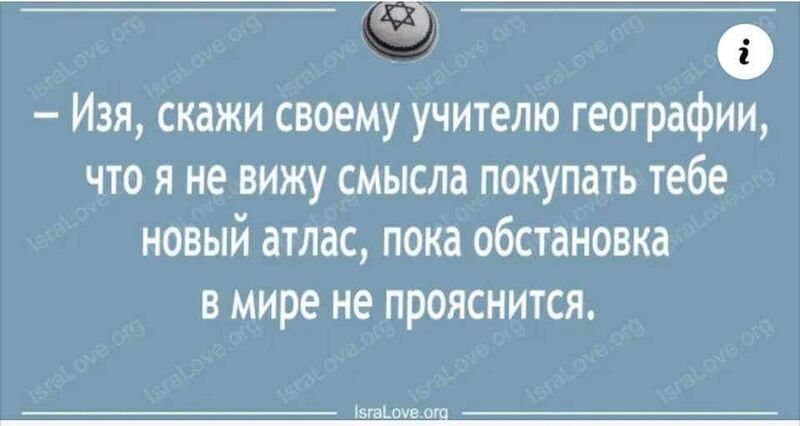 – Изя, скажи своему учителю географии,
что я не вижу смысла покупать тебе
новый атлас, пока обстановка
в мире не прояснится.
IsraLove.org